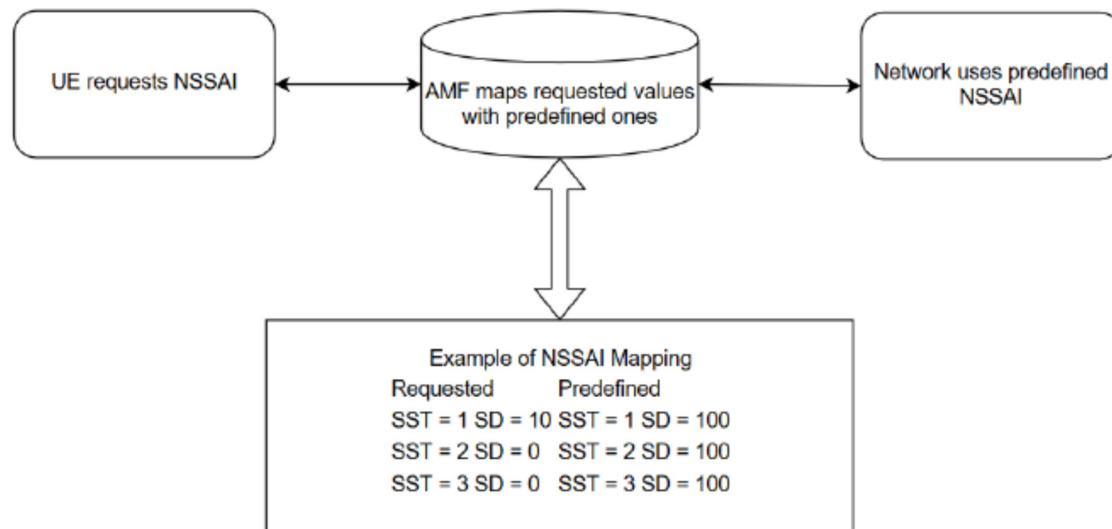 UE requests NSSAI
AMF maps requested values
with predefined ones
Network uses predefined
NSSAI
Example of NSSAI Mapping
Requested Predefined
SST = 1 SD = 10 SST = 1 SD = 100
SST = 2 SD = 0 SST = 2 SD = 100
SST = 3 SD = 0 SST = 3 SD = 100